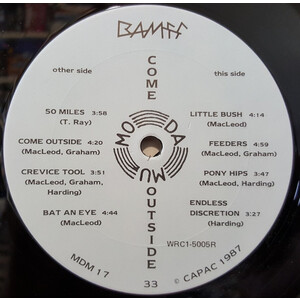 BAMFF
COME
OUTSIDE
other side
this side
50 MILES 3:58
(T. Ray)
COME OUTSIDE 4:20
(MacLeod, Graham)
CREVICE TOOL 3:51
(MacLeod, Graham,
Harding)
BAT AN EYE 4:44
(MacLeod)
LITTLE BUSH 4:14
(MacLeod)
FEEDERS 4:59
(MacLeod, Graham)
PONY HIPS 3:47
(MacLeod, Harding)
ENDLESS
DISCRETION 3:27
(Harding)
MO DA MU
WRC1-5005R
MDM 17
33
© CAPAC 1987